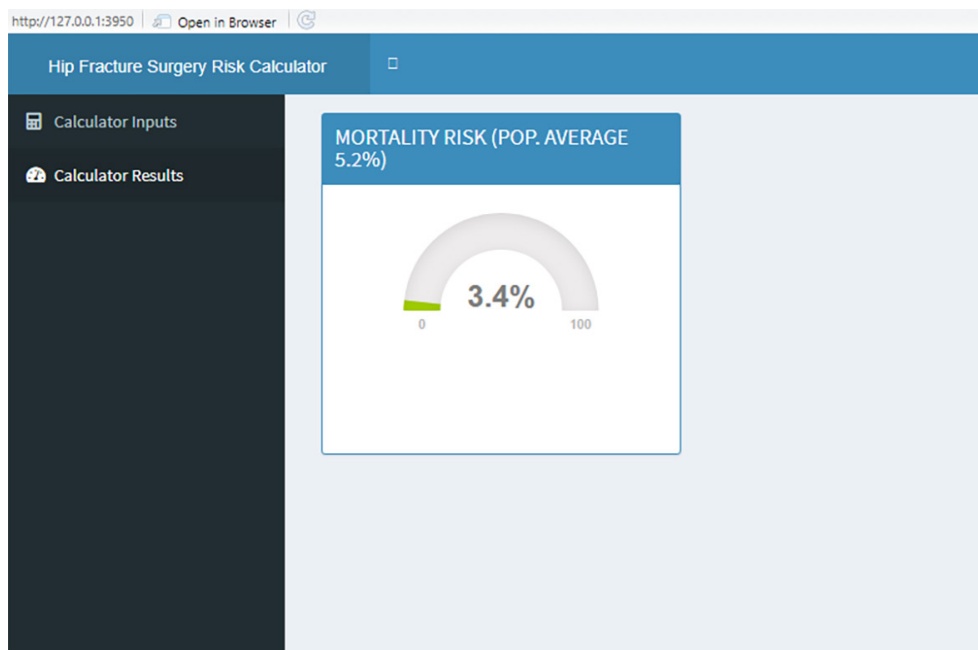 http://127.0.0.1:3950 Open in Browser
Hip Fracture Surgery Risk Calculator
Calculator Inputs
Calculator Results
MORTALITY RISK (POP. AVERAGE
5.2%)
3.4%
0 100